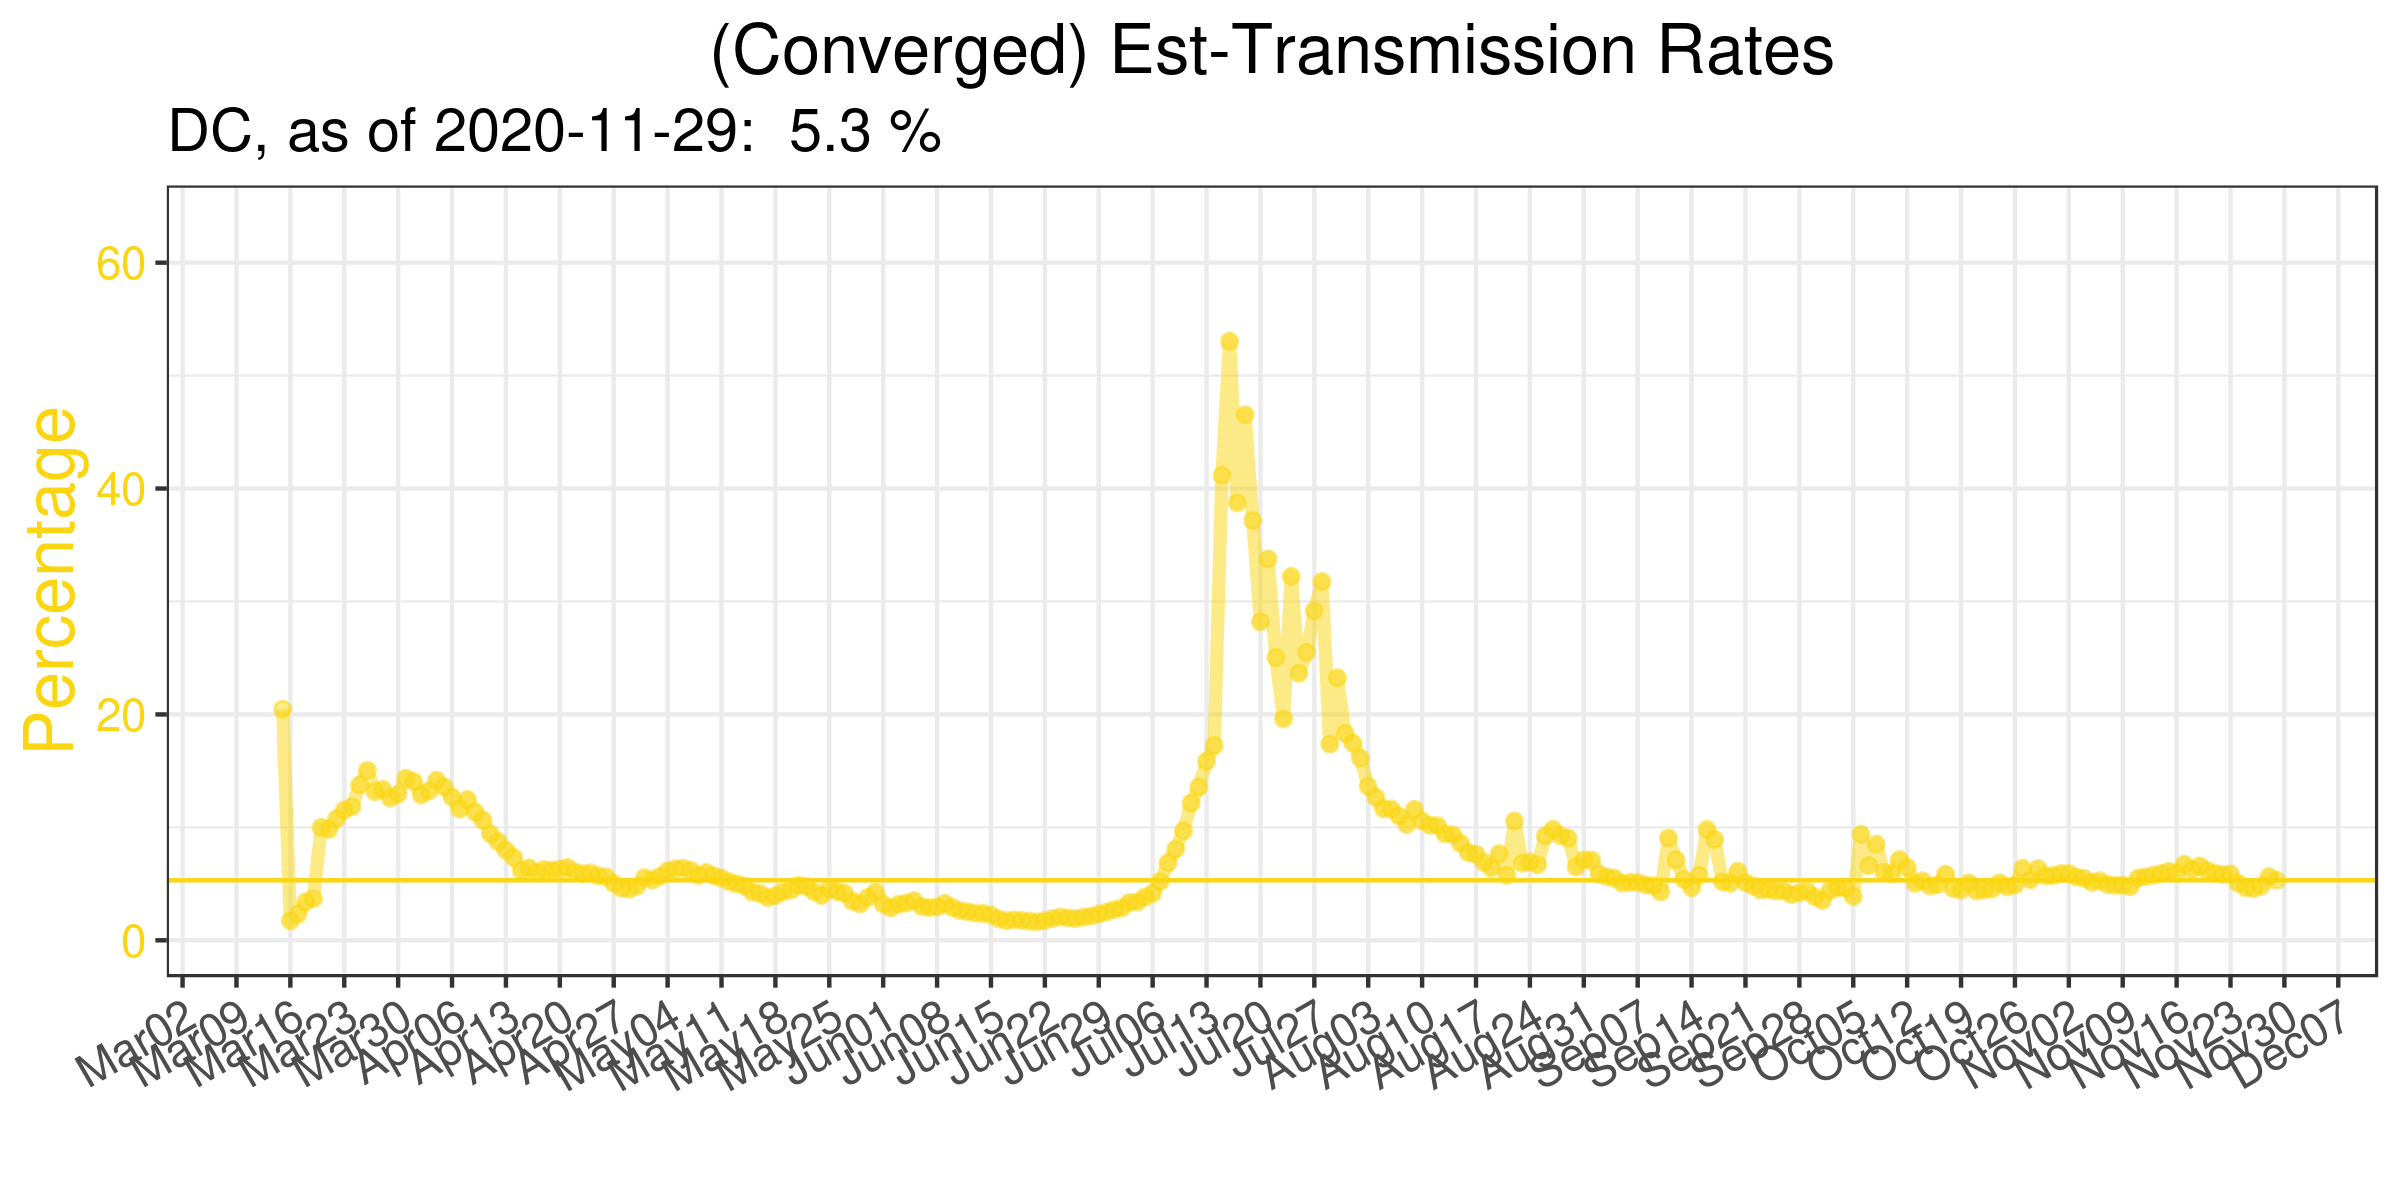 (Converged) Est-Transmission Rates
DC, as of 2020-11-29:  5.3 %
Percentage
60
40
20
0
Mar02
Mar09
Mar16
Mar23
Mar30
Apr06
Apr13
Apr20
Apr27
May04
May11
May18
May25
Jun01
Jun08
Jun15
Jun22
Jun29
Jul06
Jul13
Jul20
Jul27
Aug03
Aug10
Aug17
Aug24
Aug31
Sep07
Sep14
Sep21
Sep28
Oct05
Oct12
Oct19
Oct26
Nov02
Nov09
Nov16
Nov23
Nov30
Dec07